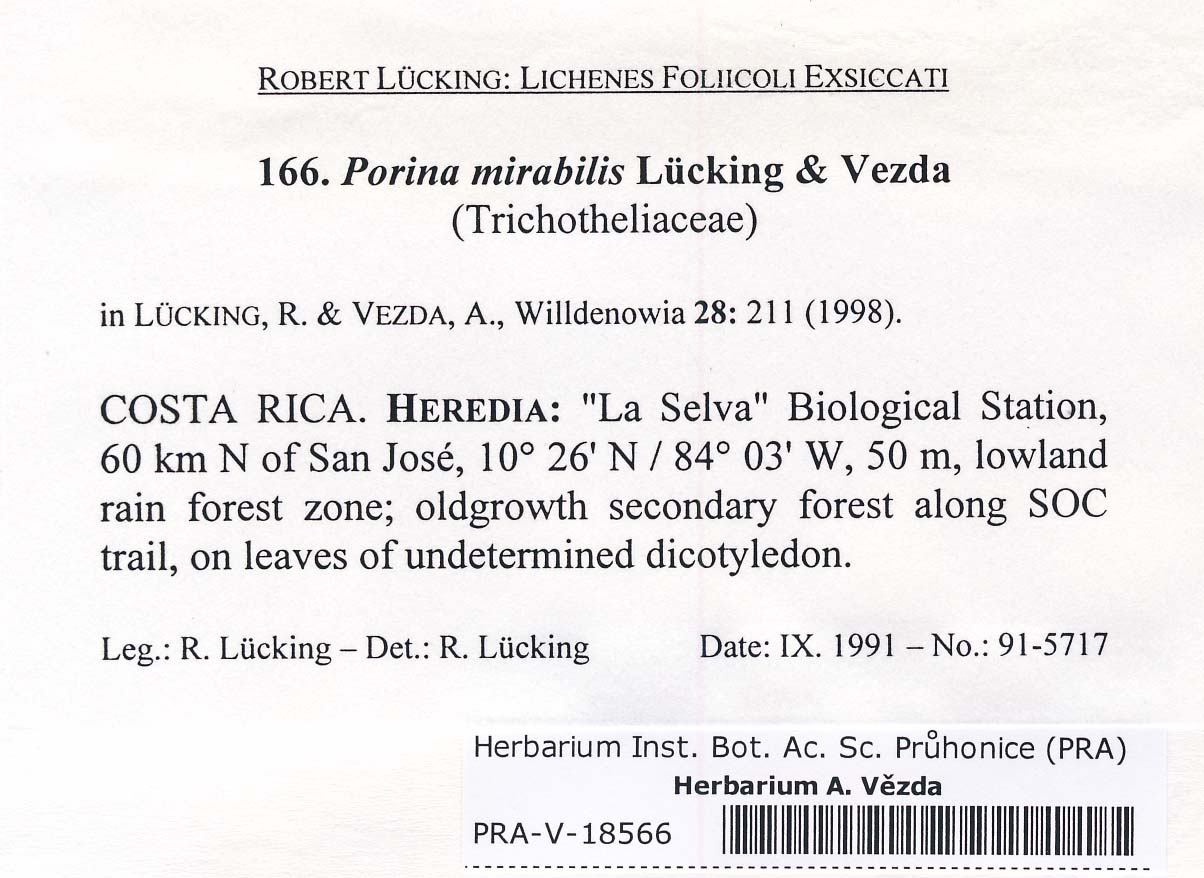 ROBERT LÜCKING: LICHENES FOLIICOLI EXSICCATI
166. Porina mirabilis Lücking & Vezda
(Trichotheliaceae)
in LÜCKING, R. & VEZDA, A., Willdenowia 28: 211 (1998).
COSTA RICA. HEREDIA: "La Selva" Biological Station,
60 km N of San José, 10° 26' N / 84° 03' W, 50 m, lowland
rain forest zone; oldgrowth secondary forest along SOC
trail, on leaves of undetermined dicotyledon.
Leg.: R. Lücking – Det.: R. Lücking Date: IX. 1991 – No.: 91-5717
Herbarium Inst. Bot. Ac. Sc. Průhonice (PRA)
Herbarium A. Vězda
PRA-V-18566